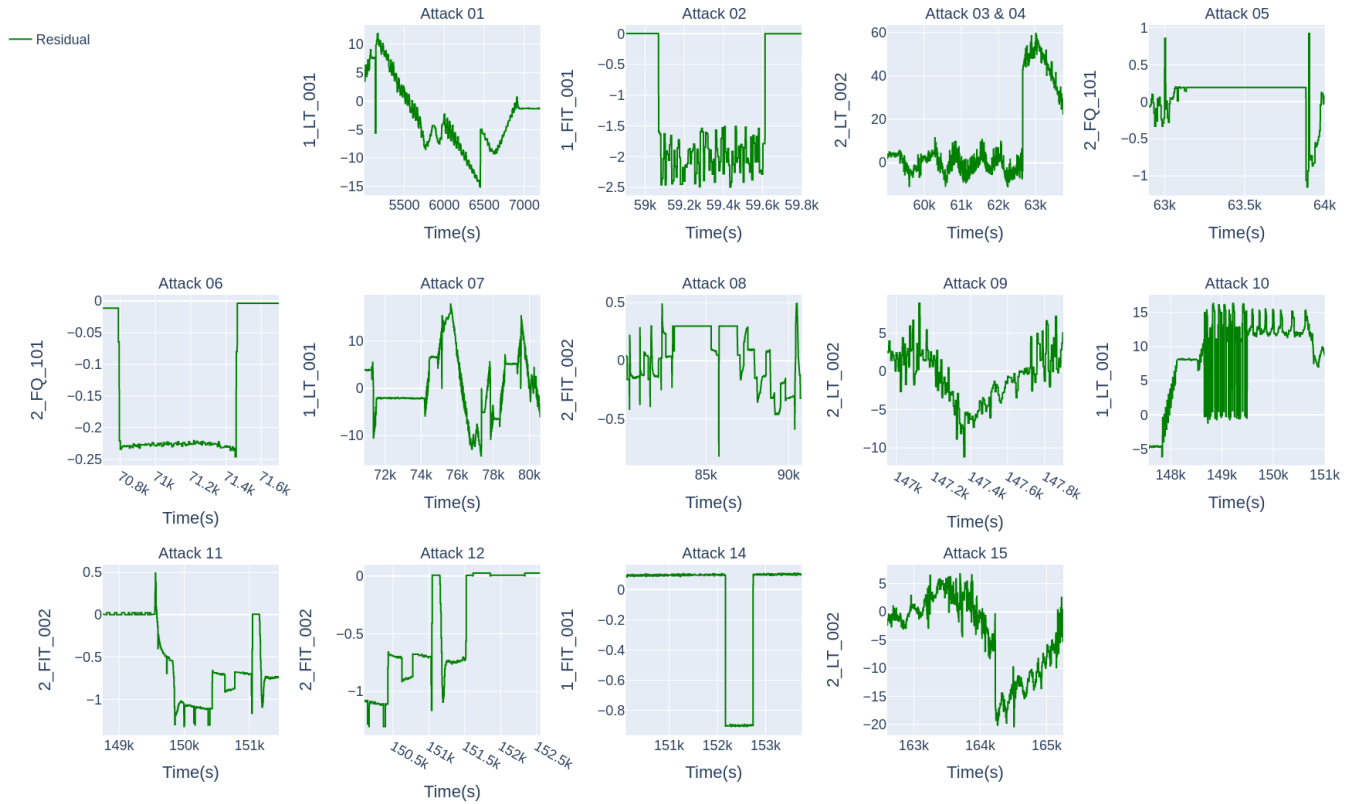 Residual
Attack 01
1_LT_001
10
5
0
−5
−10
−15
5500 6000 6500 7000
Time(s)
Attack 02
1_FIT_001
0
−0.5
−1
−1.5
−2
−2.5
59k 59.2k 59.4k 59.6k 59.8k
Time(s)
Attack 03 & 04
2_LT_002
60
40
20
0
60k 61k 62k 63k
Time(s)
Attack 05
2_FQ_101
1
0.5
0
−0.5
−1
63k 63.5k 64k
Time(s)
Attack 06
2_FQ_101
0
−0.05
−0.1
−0.15
−0.2
−0.25
70.8k 71k 71.2k 71.4k 71.6k
Time(s)
Attack 07
1_LT_001
10
0
−10
72k 74k 76k 78k 80k
Time(s)
Attack 08
2_FIT_002
0.5
0
−0.5
85k 90k
Time(s)
Attack 09
2_LT_002
5
0
−5
−10
147k 147.2k 147.4k 147.6k 147.8k
Time(s)
Attack 10
1_LT_001
15
10
5
0
−5
148k 149k 150k 151k
Time(s)
Attack 11
2_FIT_002
0.5
0
−0.5
−1
149k 150k 151k
Time(s)
Attack 12
2_FIT_002
0
−0.5
−1
150.5k 151k 151.5k 152k 152.5k
Time(s)
Attack 14
1_FIT_001
0
−0.2
−0.4
−0.6
−0.8
151k 152k 153k
Time(s)
Attack 15
2_LT_002
5
0
−5
−10
−15
−20
163k 164k 165k
Time(s)